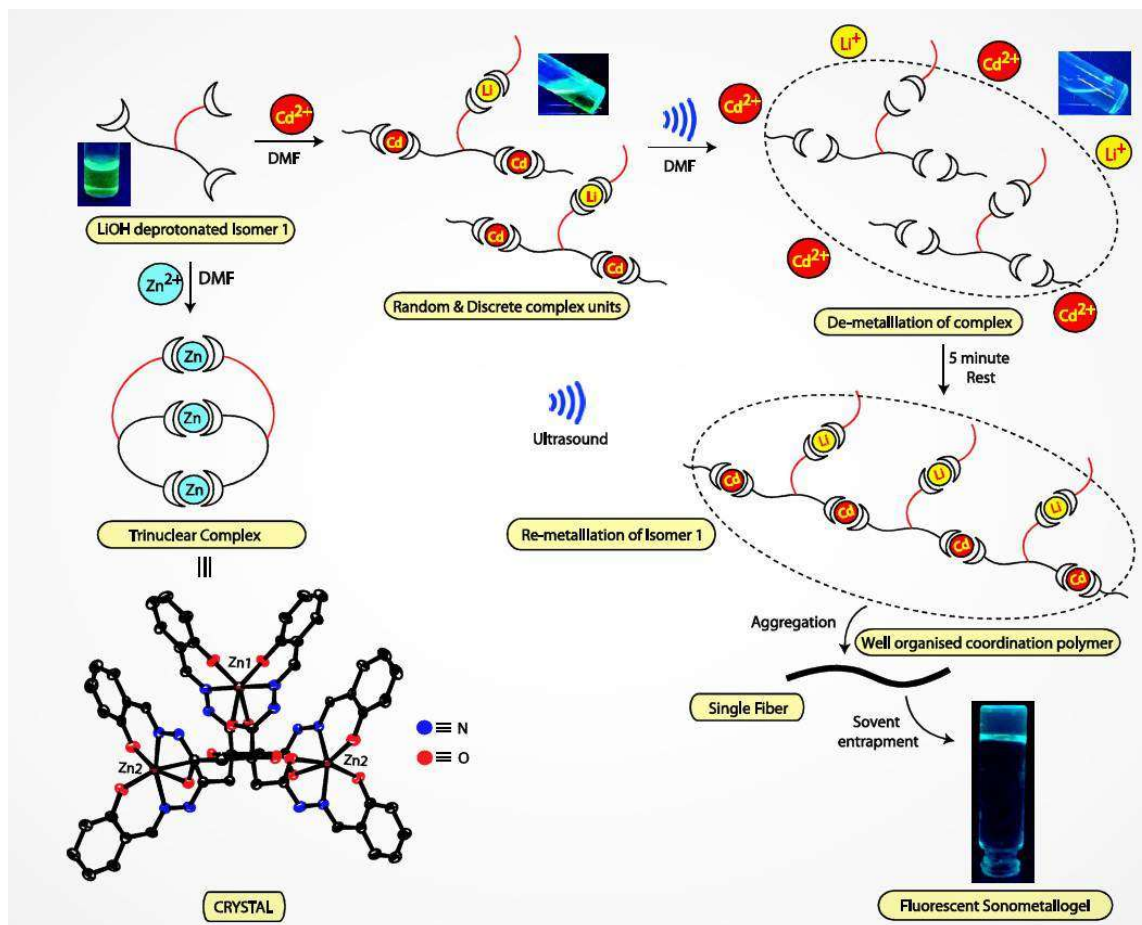 Cd2+
DMF
LiOH deprotonated Isomer 1
Li
Cd
Cd
Li
Cd
Cd
Random & Discrete complex units
DMF
Li+
Cd2+
Cd2+
Li+
Cd2+
Cd2+
De-metalliation of complex
Zn2+
DMF
Zn
Zn
Zn
Trinuclear Complex
5 minute
Rest
Ultrasound
Re-metalliation of Isomer 1
Li
Li
Li
Cd
Cd
Cd
Cd
Aggregation
Well organised coordination polymer
Single Fiber
Sovent
entrapment
Fluorescent Sonometallogel
Zn1
Zn2
Zn2
N
O
CRYSTAL